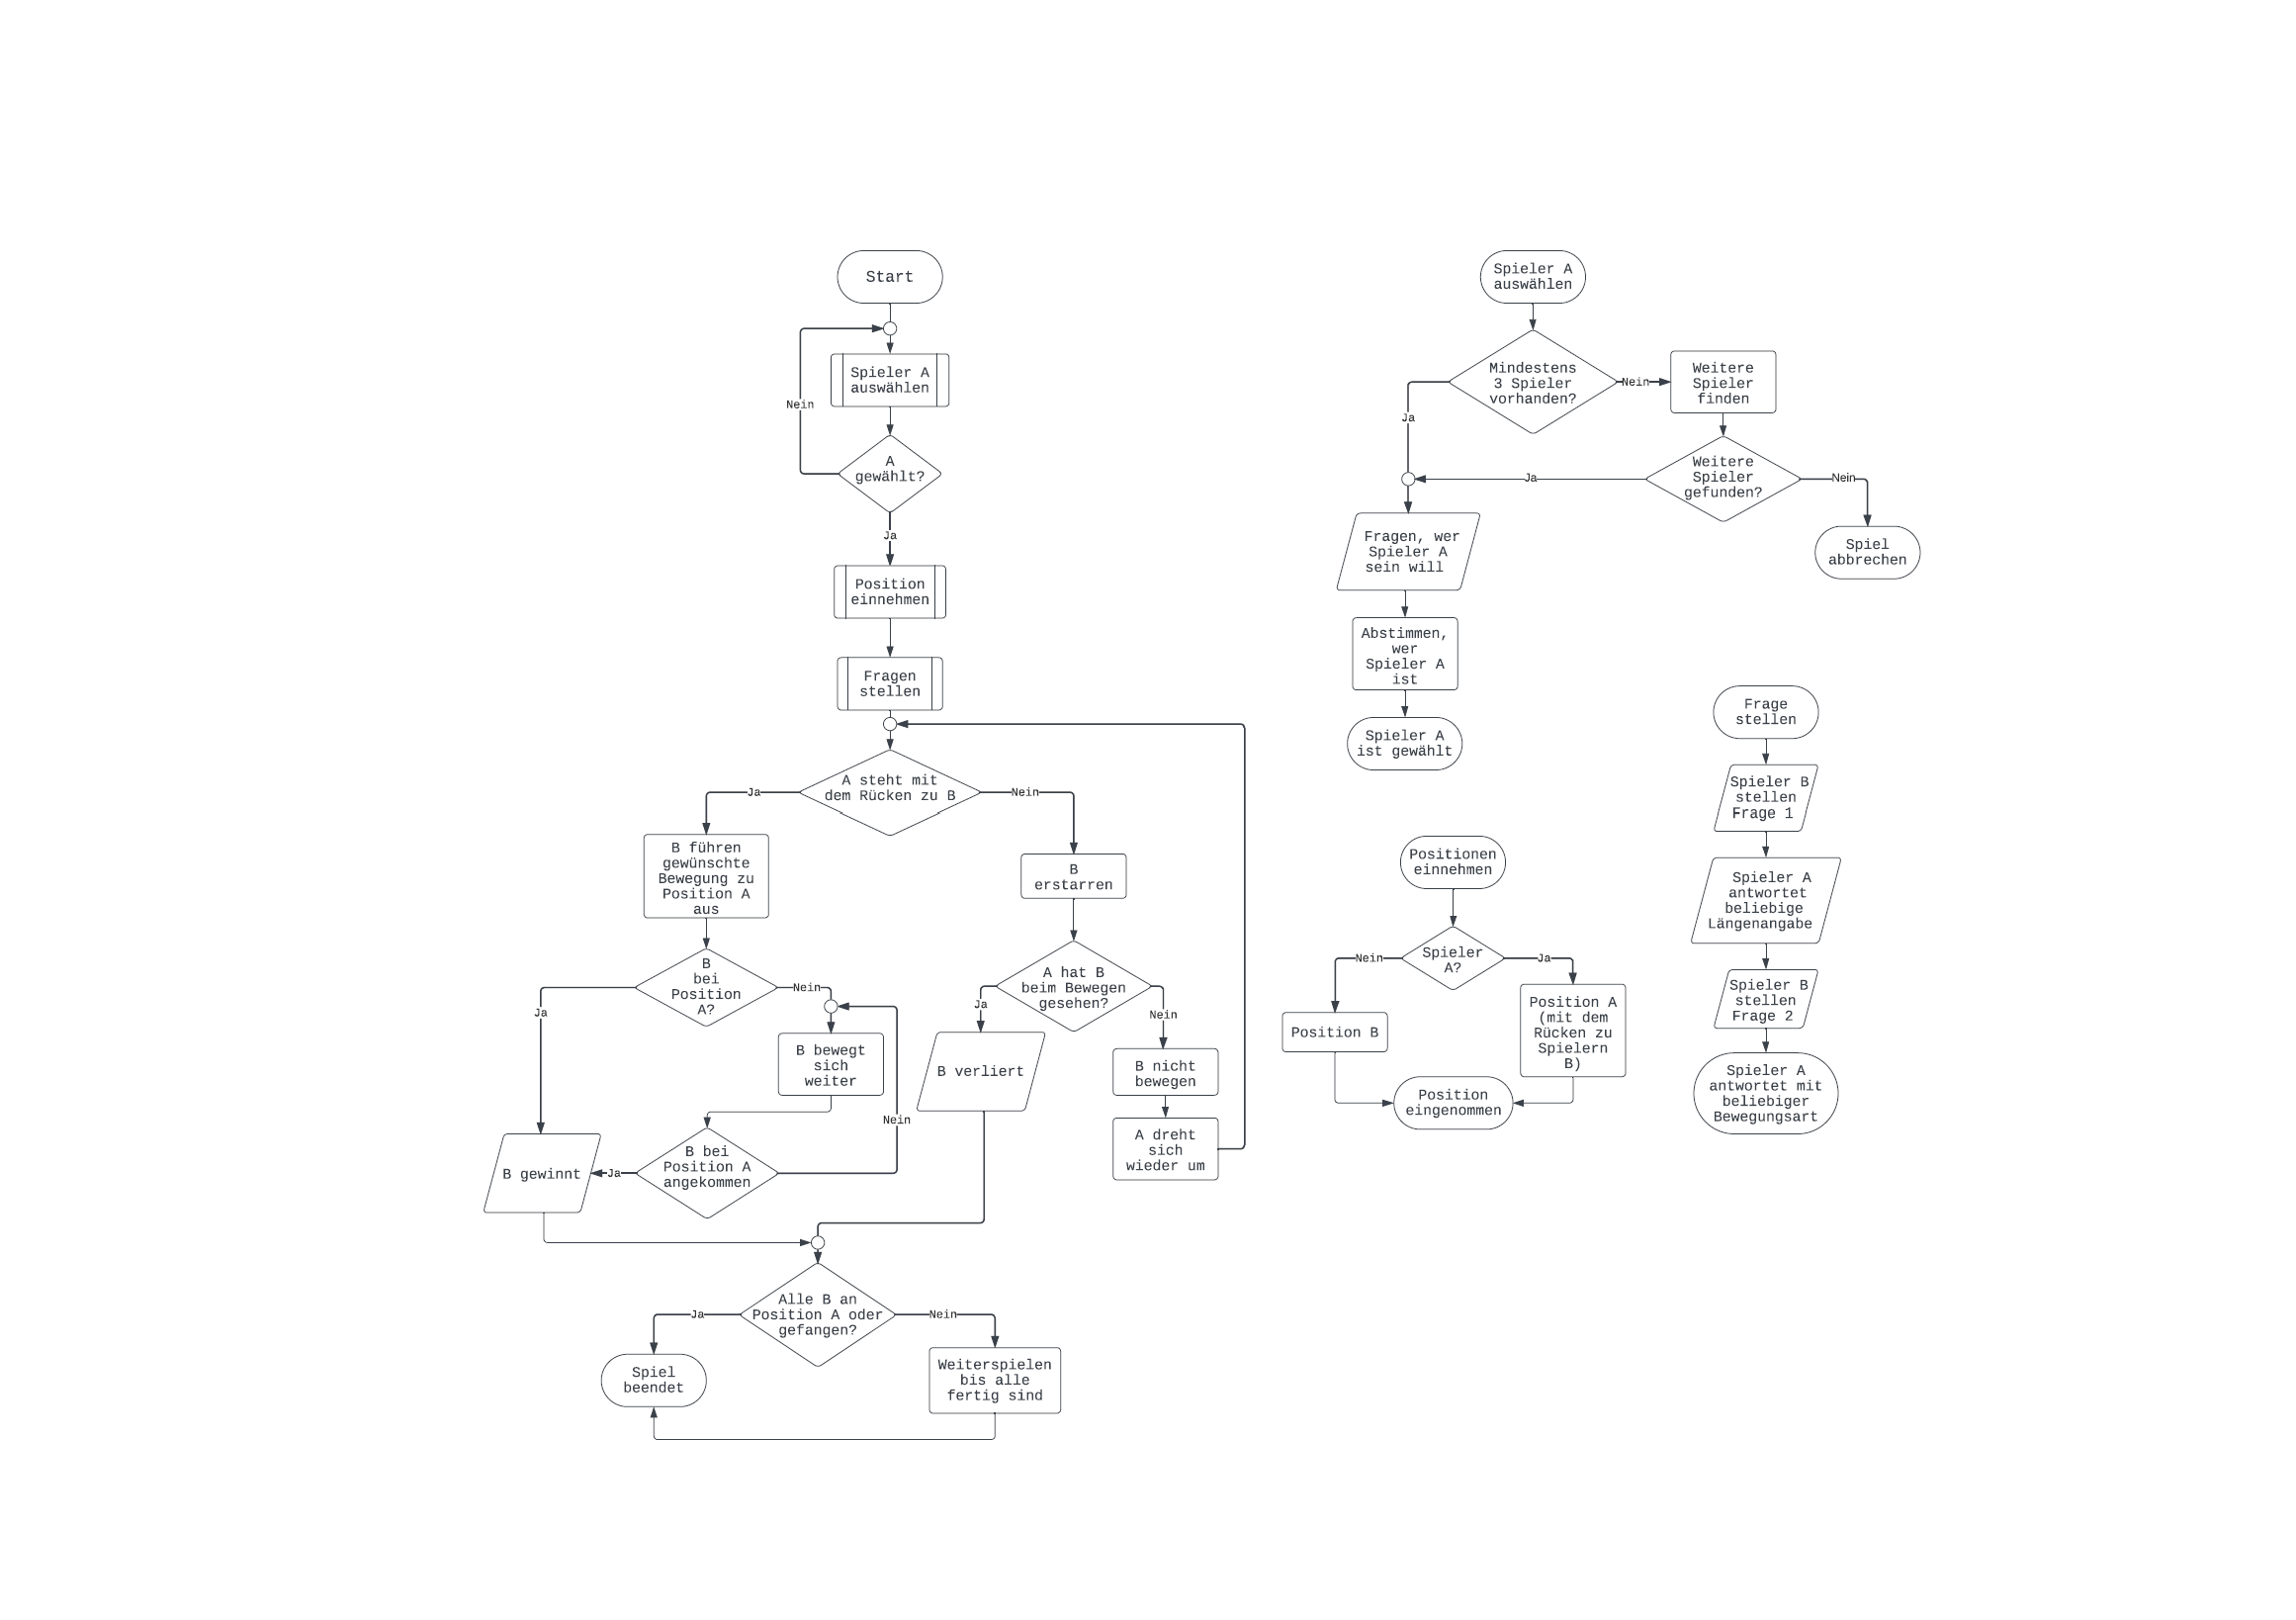 Start
Spieler A
auswählen
Nein
A
gewählt?
Ja
Position
einnehmen
Fragen
stellen
A steht mit
dem Rücken zu B
Ja
Nein
B führen
gewünschte
Bewegung zu
Position A
aus
B
erstarren
B
bei
Position
A?
Ja
Nein
A hat B
beim Bewegen
gesehen?
Ja
Nein
B bewegt
sich
weiter
B verliert
B nicht
bewegen
Nein
A dreht
sich
wieder um
B bei
Position A
angekommen
Ja
B gewinnt
Alle B an
Position A oder
gefangen?
Ja
Nein
Spiel
beendet
Weiterspielen
bis alle
fertig sind
Spieler A
auswählen
Mindestens
3 Spieler
vorhanden?
Nein
Ja
Weitere
Spieler
finden
Weitere
Spieler
gefunden?
Ja
Nein
Spiel
abbrechen
Fragen, wer
Spieler A
sein will
Abstimmen,
wer
Spieler A
ist
Spieler A
ist gewählt
Positionen
einnehmen
Spieler
A?
Nein
Ja
Position B
Position A
(mit dem
Rücken zu
Spielern
B)
Position
eingenommen
Frage
stellen
Spieler B
stellen
Frage 1
Spieler A
antwortet
beliebige
Längenangabe
Spieler B
stellen
Frage 2
Spieler A
antwortet mit
beliebiger
Bewegungsart